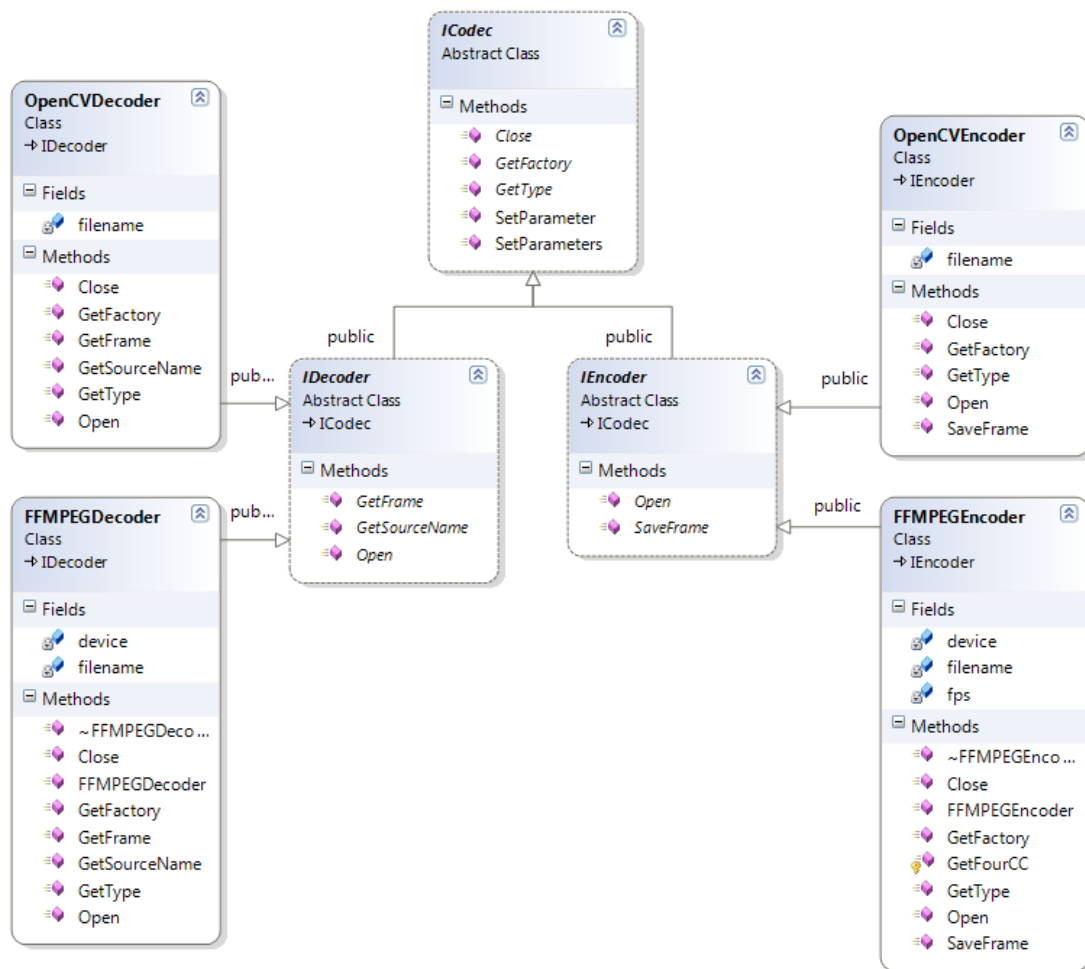 ICodec
Abstract Class
Methods
Close
GetFactory
GetType
SetParameter
SetParameters
OpenCVDecoder
Class
IDecoder
Fields
filename
Methods
Close
GetFactory
GetFrame
GetSourceName
GetType
Open
OpenCVEncoder
Class
IEncoder
Fields
filename
Methods
Close
GetFactory
GetType
Open
SaveFrame
public
public
pub...
public
IDecoder
Abstract Class
ICodec
Methods
GetFrame
GetSourceName
Open
IEncoder
Abstract Class
ICodec
Methods
Open
SaveFrame
pub...
public
FFMPEGDecoder
Class
IDecoder
Fields
device
filename
Methods
~FFMPEGDeco...
Close
FFMPEGDecoder
GetFactory
GetFrame
GetSourceName
GetType
Open
FFMPEGEncoder
Class
IEncoder
Fields
device
filename
fps
Methods
~FFMPEGEnco...
Close
FFMPEGEncoder
GetFactory
GetFourCC
GetType
Open
SaveFrame